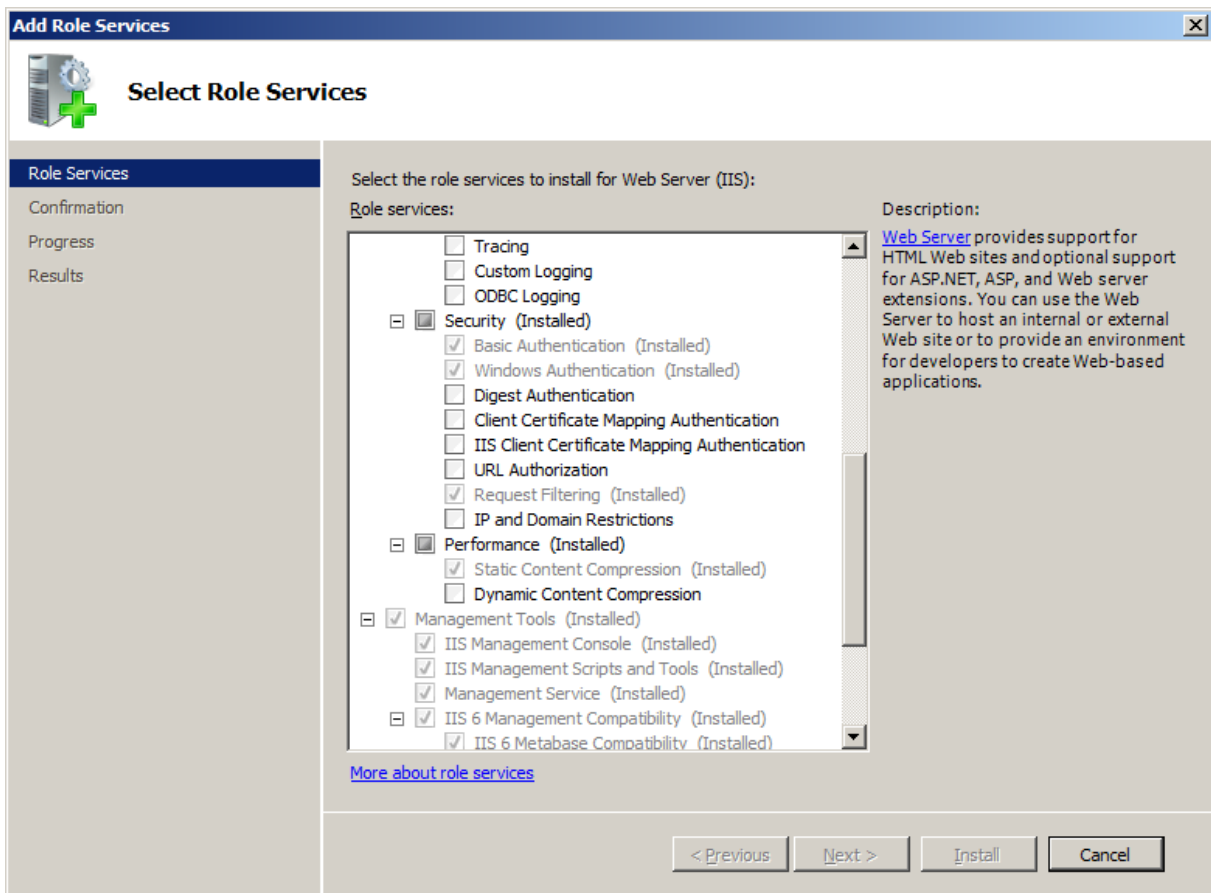 Add Role Services
Select Role Services
Role Services
Confirmation
Progress
Results
Select the role services to install for Web Server (IIS):
Role services:
Tracing
Custom Logging
ODBC Logging
Security (Installed)
Basic Authentication (Installed)
Windows Authentication (Installed)
Digest Authentication
Client Certificate Mapping Authentication
IIS Client Certificate Mapping Authentication
URL Authorization
Request Filtering (Installed)
IP and Domain Restrictions
Performance (Installed)
Static Content Compression (Installed)
Dynamic Content Compression
Management Tools (Installed)
IIS Management Console (Installed)
IIS Management Scripts and Tools (Installed)
Management Service (Installed)
IIS 6 Management Compatibility (Installed)
IIS 6 Metabase Compatibility (Installed)
More about role services
Description:
Web Server provides support for
HTML Web sites and optional support
for ASP.NET, ASP, and Web server
extensions. You can use the Web
Server to host an internal or external
Web site or to provide an environment
for developers to create Web-based
applications.
< Previous
Next >
Install
Cancel